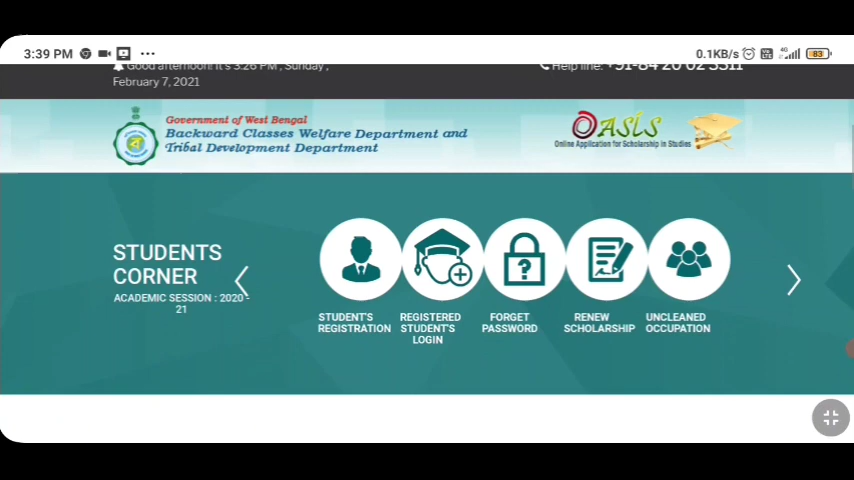 3:39 PM
0.1KB/s 4G 83
Good afternoon! It's 3:26 PM , Sunday ,
February 7, 2021
Help line: +91-84 20 02 3311
Government of West Bengal
Backward Classes Welfare Department and
Tribal Development Department
OASIS
Online Application for Scholarship in Studies
STUDENTS
CORNER
ACADEMIC SESSION : 2020 -
21
STUDENT'S
REGISTRATION
REGISTERED
STUDENT'S
LOGIN
FORGET
PASSWORD
RENEW
SCHOLARSHIP
UNCLEANED
OCCUPATION